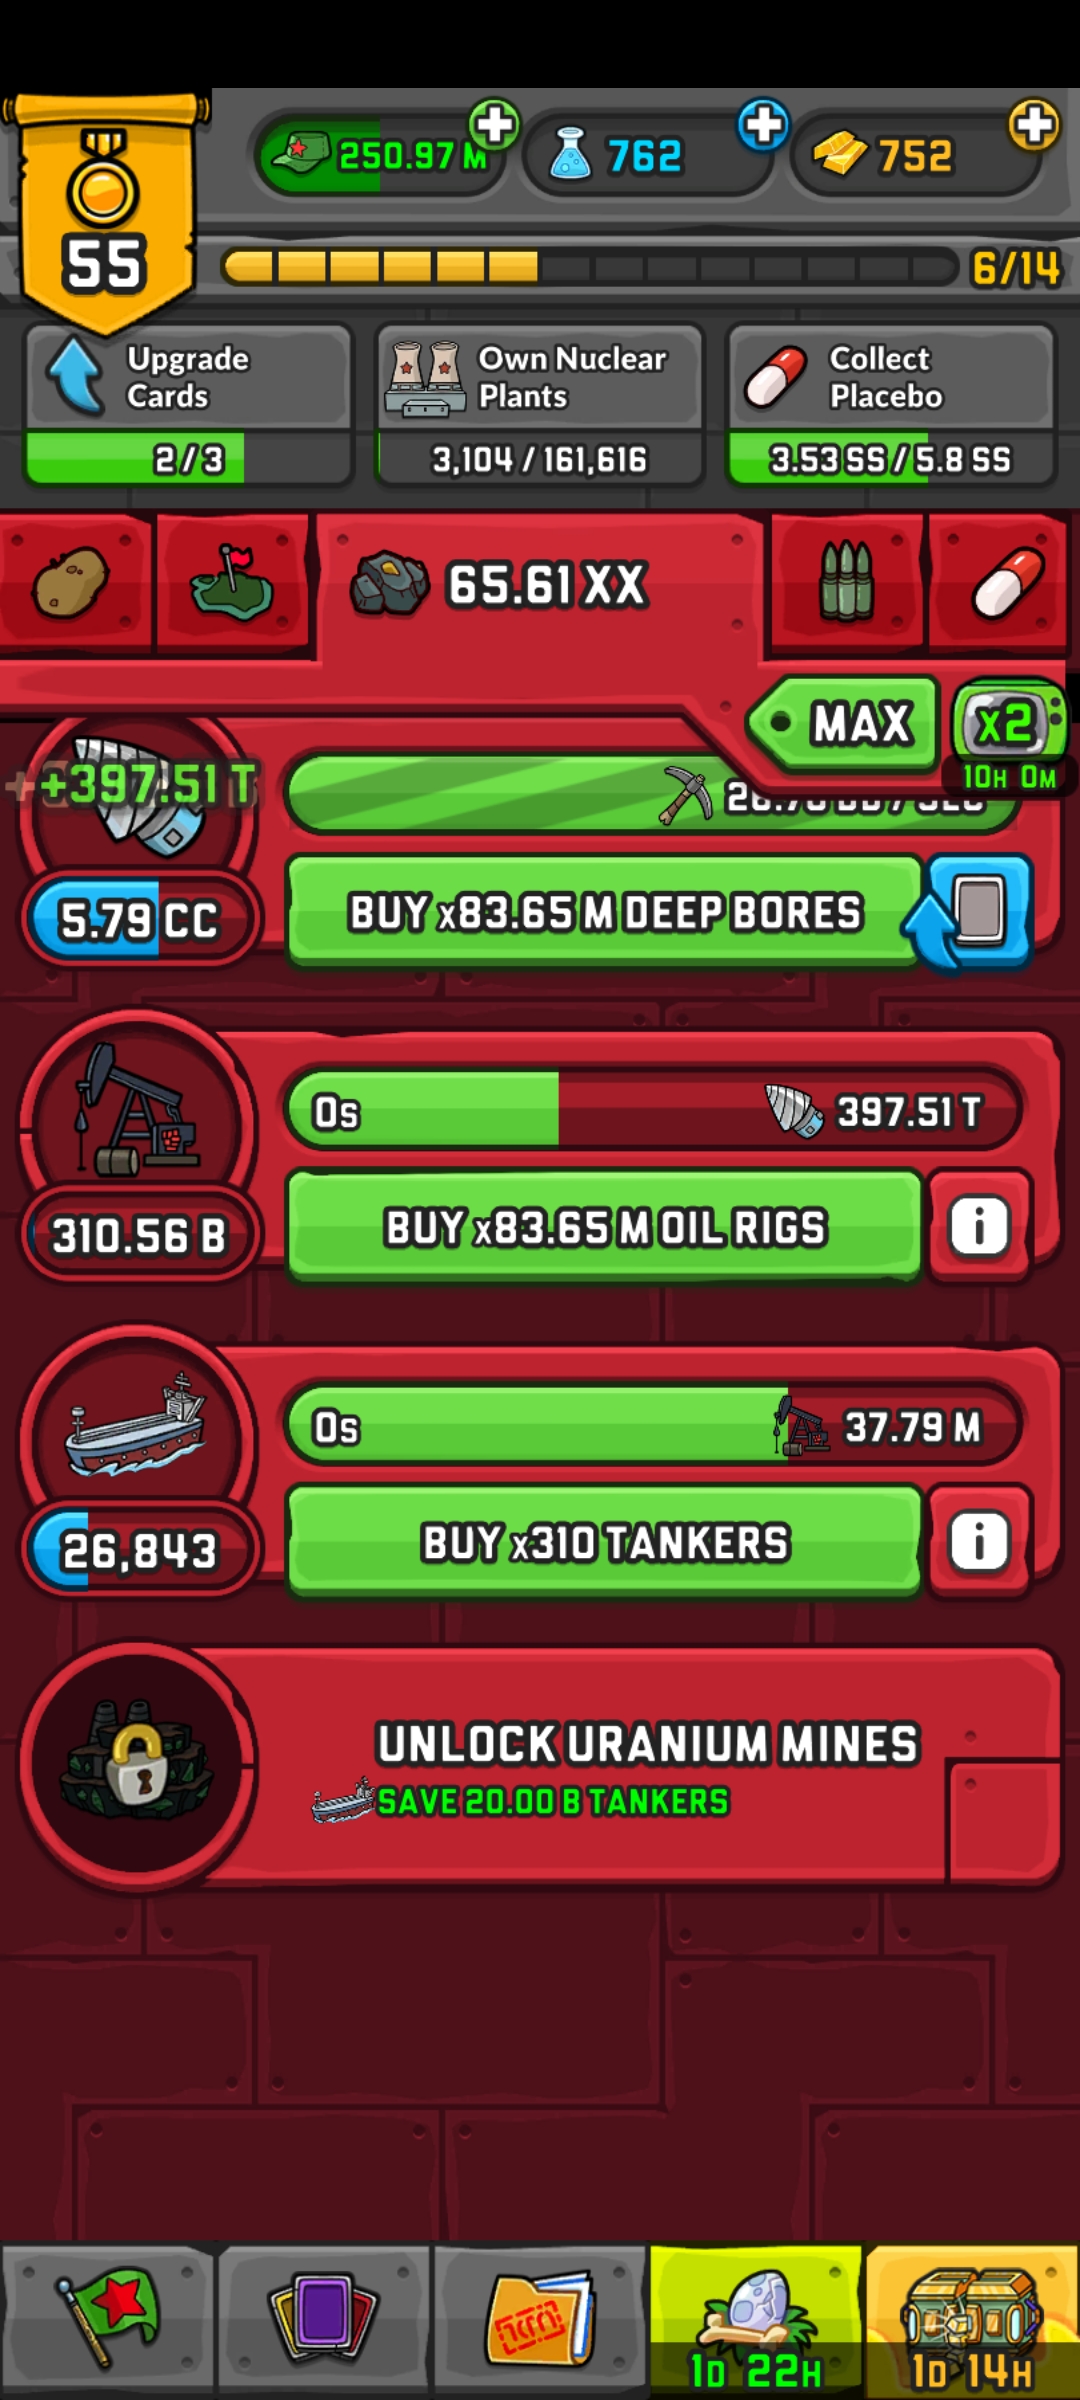 250.97 M
762
752
55
6/14
Upgrade
Cards
2/3
Own Nuclear
Plants
3,104/161,616
Collect
Placebo
3.53 SS/5.8 SS
65.61 XX
MAX
x2
10H 0M
+397.51 T
5.79 CC
BUY x83.65 M DEEP BORES
0s
397.51 T
310.56 B
BUY x83.65 M OIL RIGS
i
0s
37.79 M
26,843
BUY x310 TANKERS
i
UNLOCK URANIUM MINES
SAVE 20.00 B TANKERS
1D 22H
1D 14H